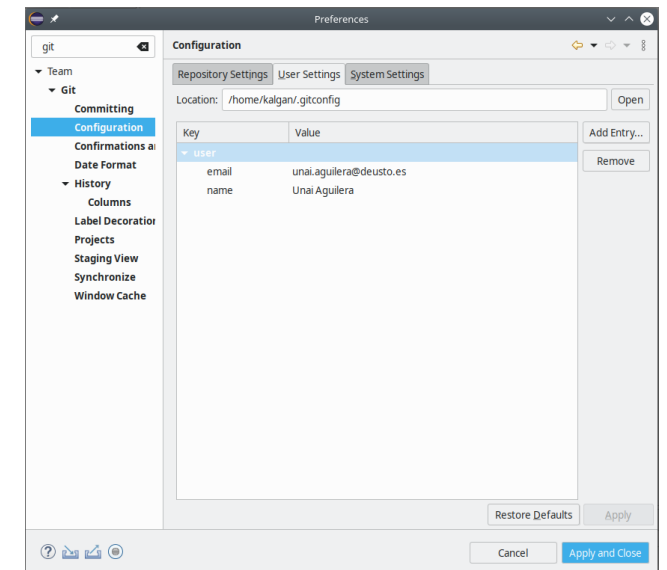 Preferences
git
Configuration
Team
Git
Committing
Configuration
Confirmations a
Date Format
History
Columns
Label Decoration
Projects
Staging View
Synchronize
Window Cache
Repository Settings User Settings System Settings
Location: /home/kalgan/.gitconfig Open
Key Value Add Entry...
user Remove
email unai.aguilera@deusto.es
name Unai Aguilera
Restore Defaults Apply
Cancel Apply and Close